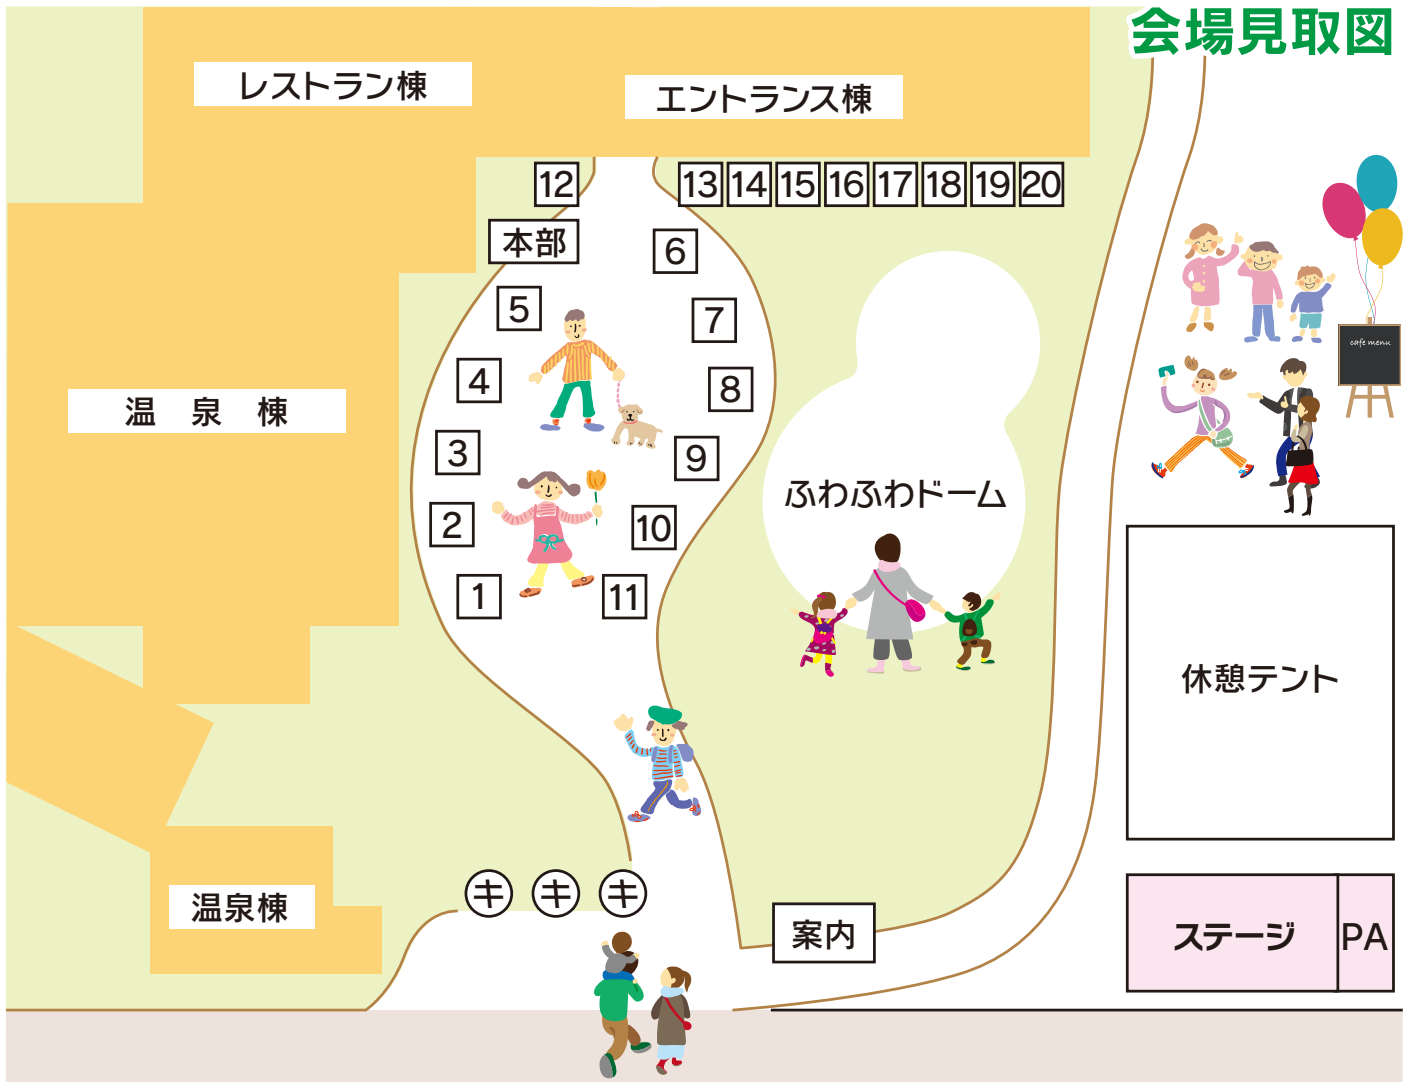 会場見取図
レストラン棟
エントランス棟
12
13 14 15 16 17 18 19 20
本部
6
5
7
4
8
cafe menu
温泉棟
3
9
ふわふわドーム
2
10
1
11
休憩テント
キ キ キ
温泉棟
案内
ステージ
PA